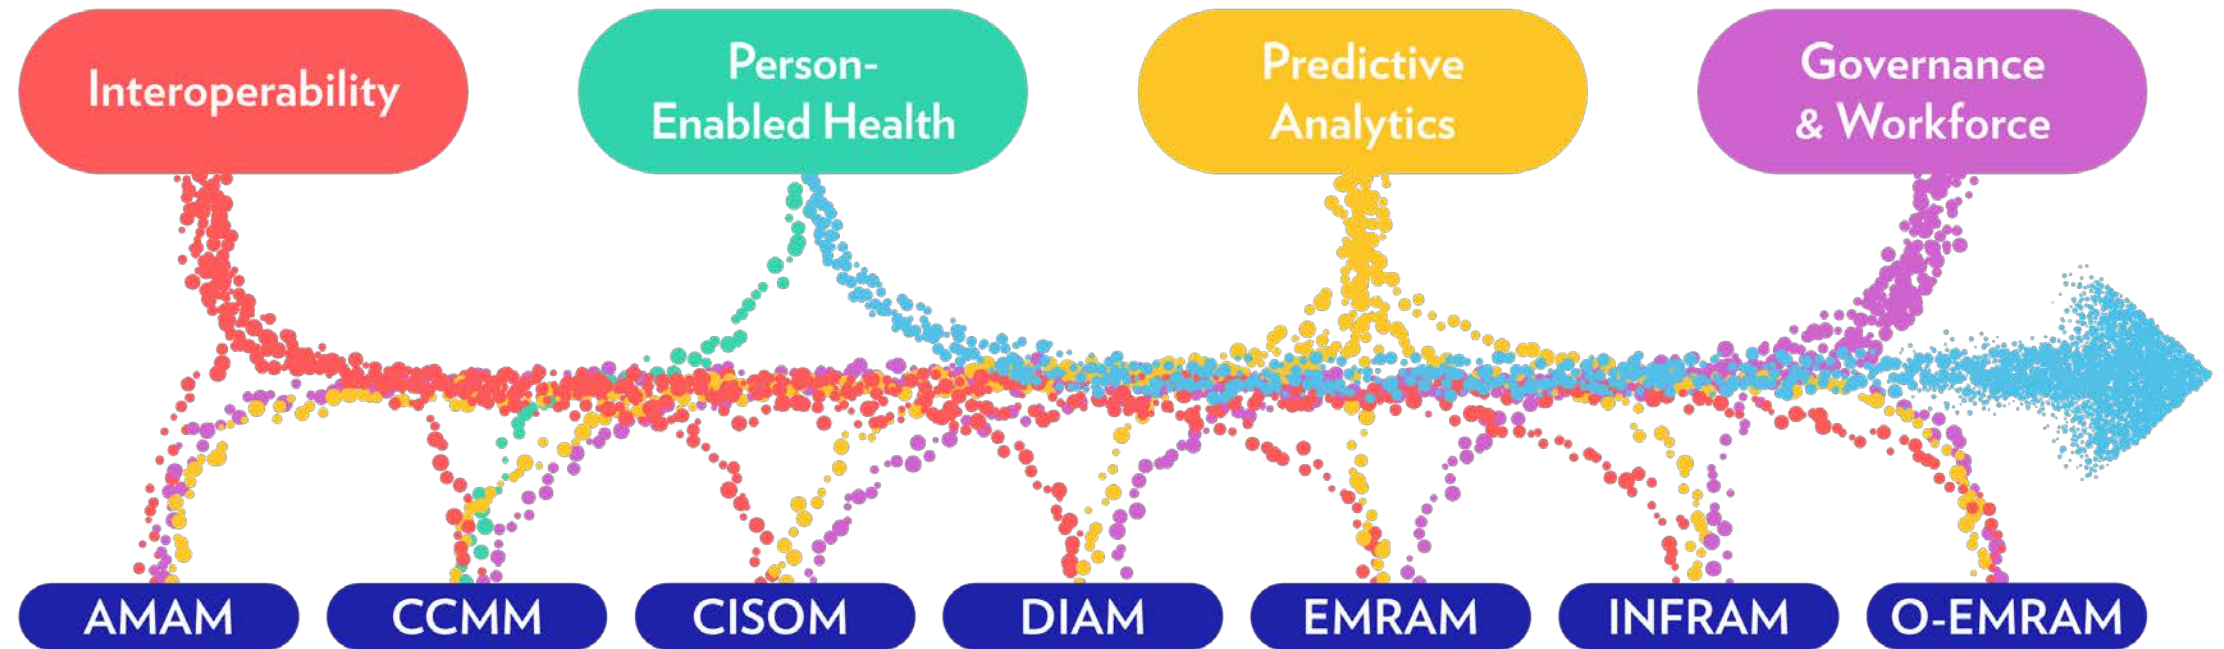 Interoperability
Person-
Enabled Health
Predictive
Analytics
Governance
& Workforce
AMAM
CCMM
CISOM
DIAM
EMRAM
INFRAM
O-EMRAM